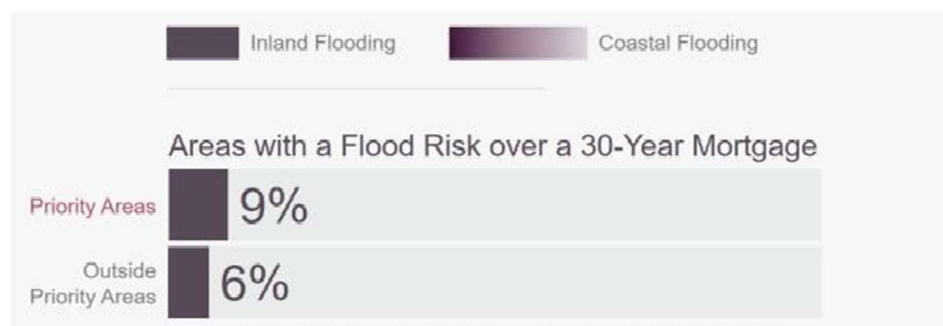 Inland Flooding
Coastal Flooding
Areas with a Flood Risk over a 30-Year Mortgage
Priority Areas
9%
Outside
Priority Areas
6%